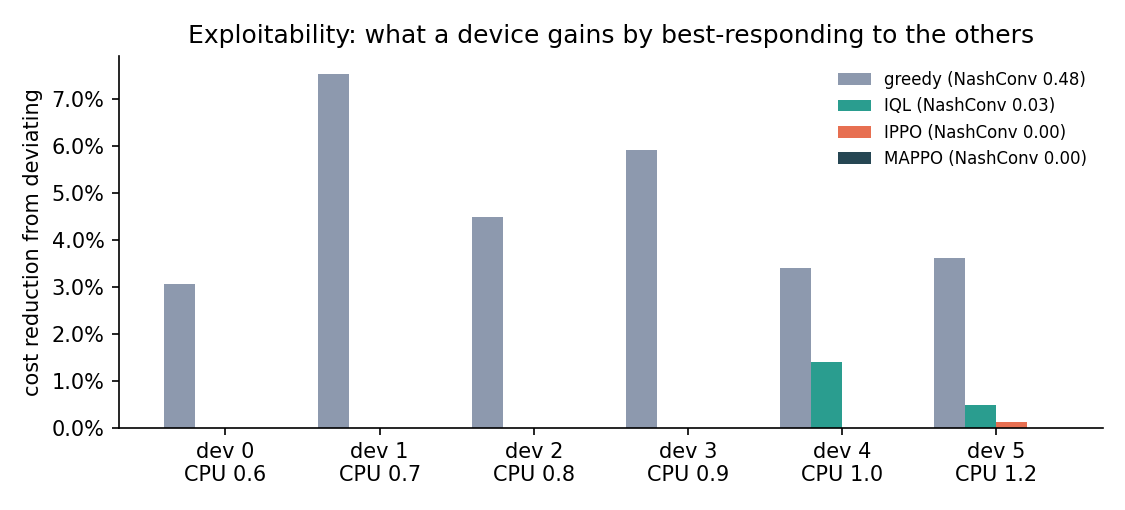 Exploitability: what a device gains by best-responding to the others
cost reduction from deviating
7.0%
6.0%
5.0%
4.0%
3.0%
2.0%
1.0%
0.0%
greedy (NashConv 0.48)
IQL (NashConv 0.03)
IPPO (NashConv 0.00)
MAPPO (NashConv 0.00)
dev 0 dev 1 dev 2 dev 3 dev 4 dev 5
CPU 0.6 CPU 0.7 CPU 0.8 CPU 0.9 CPU 1.0 CPU 1.2